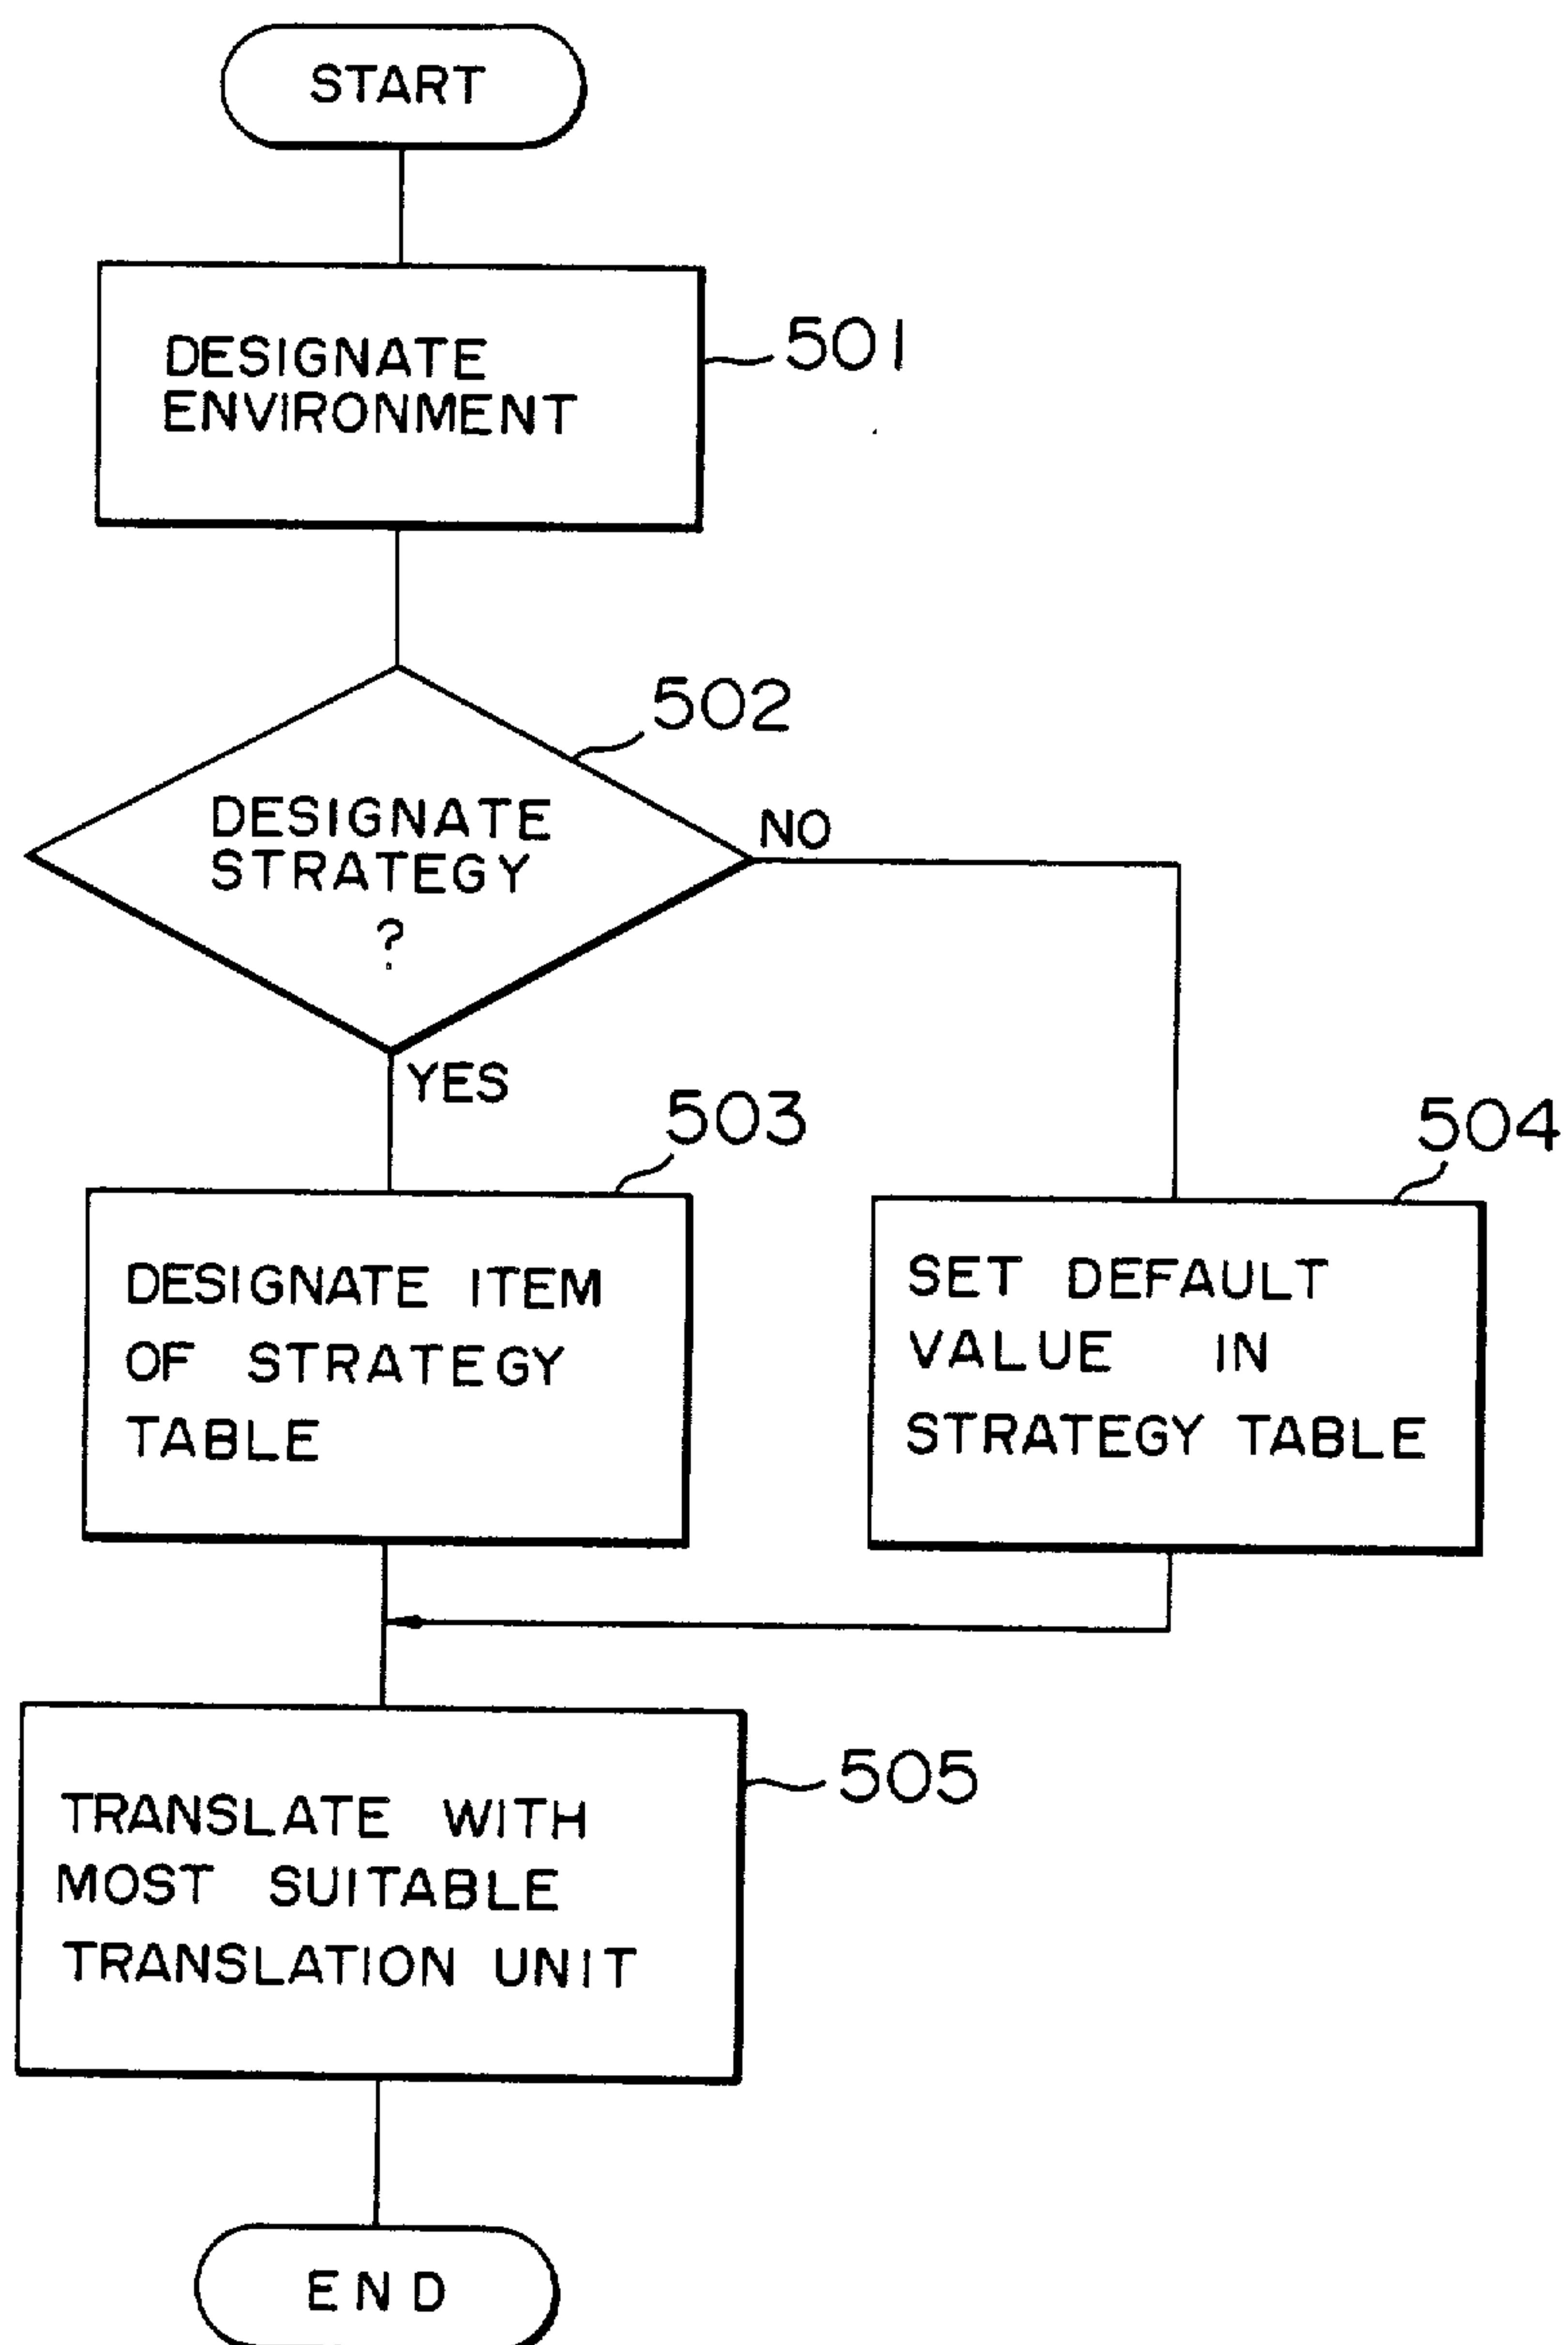 START
DESIGNATE
ENVIRONMENT
501
502
DESIGNATE
STRATEGY
?
NO
YES
503
DESIGNATE ITEM
OF STRATEGY
TABLE
504
SET DEFAULT
VALUE IN
STRATEGY TABLE
TRANSLATE WITH
MOST SUITABLE
TRANSLATION UNIT
505
END